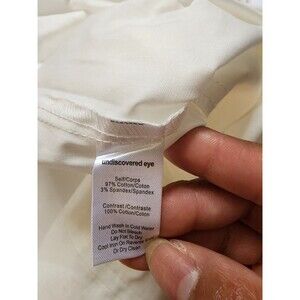 undiscovered eye
Self/Corps
97% Cotton/Coton
3% Spandex/Spandex
Contrast/Contraste
100% Cotton/Coton
Hand Wash In Cold Water
Do Not Bleach
Lay Flat To Dry
Cool Iron On Reverse
Or Dry Clean